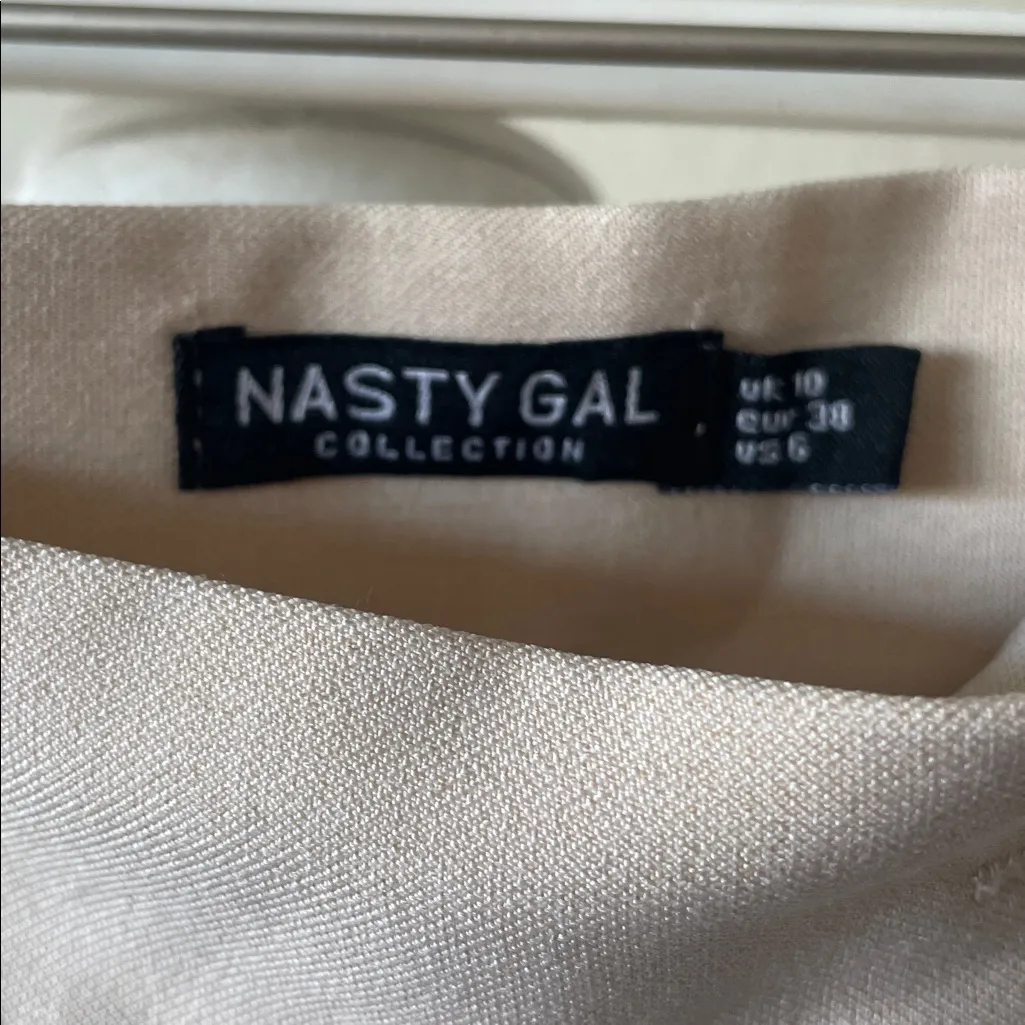 NASTY GAL
COLLECTION
UK 10
EUR 38
US 6